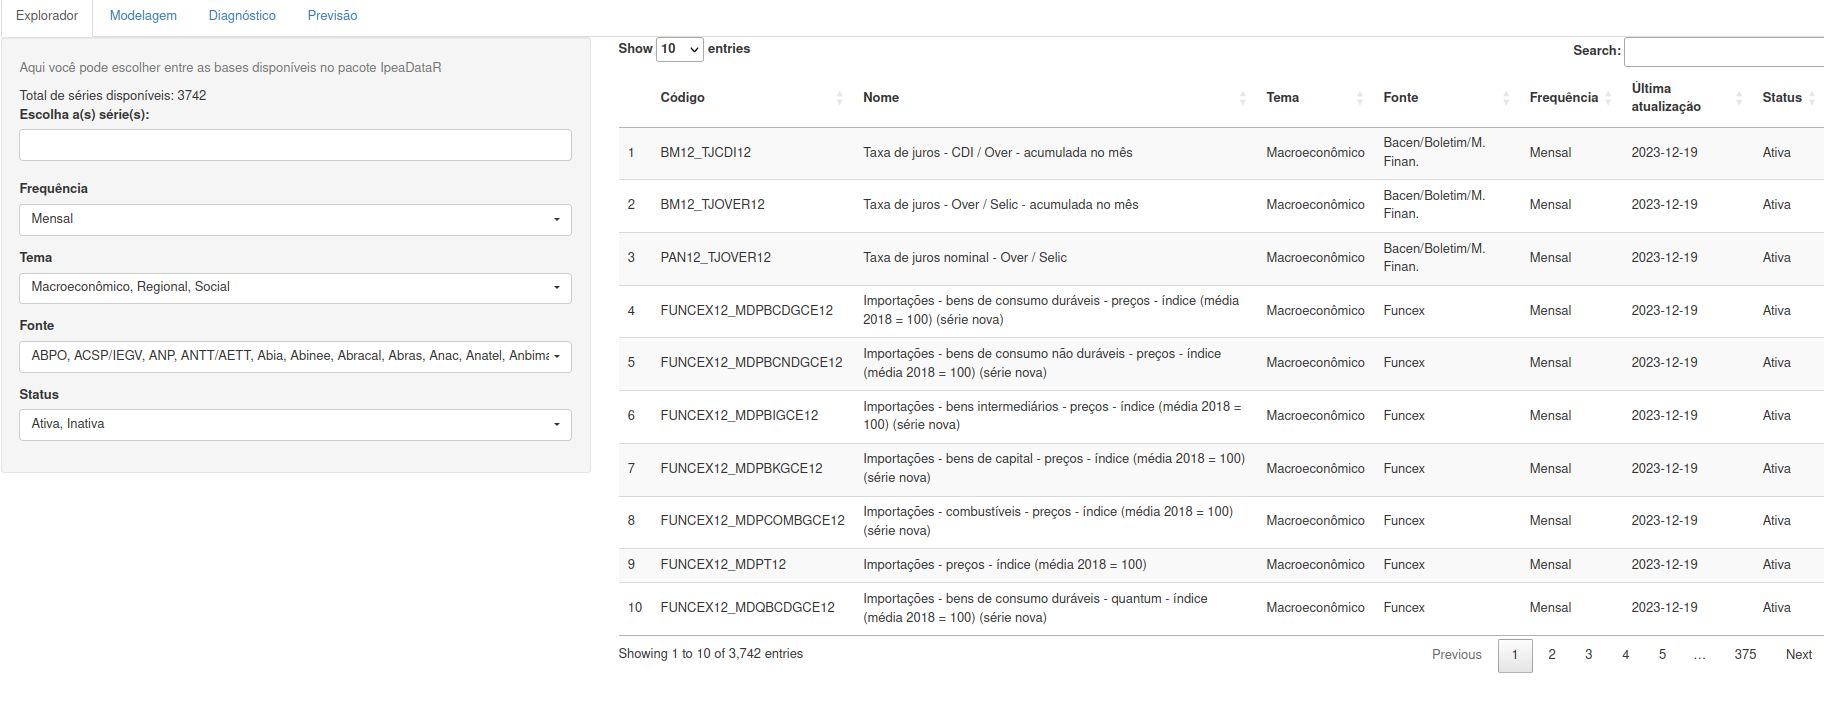 Explorador Modelagem Diagnóstico Previsão
Aqui você pode escolher entre as bases disponíveis no pacote IpeaDataR
Total de séries disponíveis: 3742
Escolha a(s) série(s):
Frequência
Mensal
Tema
Macroeconômico, Regional, Social
Fonte
ABPO, ACSP/IEGV, ANP, ANTT/AETT, Abia, Abinee, Abracal, Abras, Anac, Anatel, Anbima
Status
Ativa, Inativa
Show 10 entries
Search:
Código Nome Tema Fonte Frequência Última atualização Status
1 BM12_TJCDI12 Taxa de juros - CDI / Over - acumulada no mês Macroeconômico Bacen/Boletim/M. Finan. Mensal 2023-12-19 Ativa
2 BM12_TJOVER12 Taxa de juros - Over / Selic - acumulada no mês Macroeconômico Bacen/Boletim/M. Finan. Mensal 2023-12-19 Ativa
3 PAN12_TJOVER12 Taxa de juros nominal - Over / Selic Macroeconômico Bacen/Boletim/M. Finan. Mensal 2023-12-19 Ativa
4 FUNCEX12_MDPBCDGCE12 Importações - bens de consumo duráveis - preços - índice (média 2018 = 100) (série nova) Macroeconômico Funcex Mensal 2023-12-19 Ativa
5 FUNCEX12_MDPBCNDGCE12 Importações - bens de consumo não duráveis - preços - índice (média 2018 = 100) (série nova) Macroeconômico Funcex Mensal 2023-12-19 Ativa
6 FUNCEX12_MDPBIGCE12 Importações - bens intermediários - preços - índice (média 2018 = 100) (série nova) Macroeconômico Funcex Mensal 2023-12-19 Ativa
7 FUNCEX12_MDPBKGCE12 Importações - bens de capital - preços - índice (média 2018 = 100) (série nova) Macroeconômico Funcex Mensal 2023-12-19 Ativa
8 FUNCEX12_MDPCOMBGCE12 Importações - combustíveis - preços - índice (média 2018 = 100) (série nova) Macroeconômico Funcex Mensal 2023-12-19 Ativa
9 FUNCEX12_MDPT12 Importações - preços - índice (média 2018 = 100) Macroeconômico Funcex Mensal 2023-12-19 Ativa
10 FUNCEX12_MDQBCDGCE12 Importações - bens de consumo duráveis - quantum - índice (média 2018 = 100) (série nova) Macroeconômico Funcex Mensal 2023-12-19 Ativa
Showing 1 to 10 of 3,742 entries
Previous 1 2 3 4 5 … 375 Next